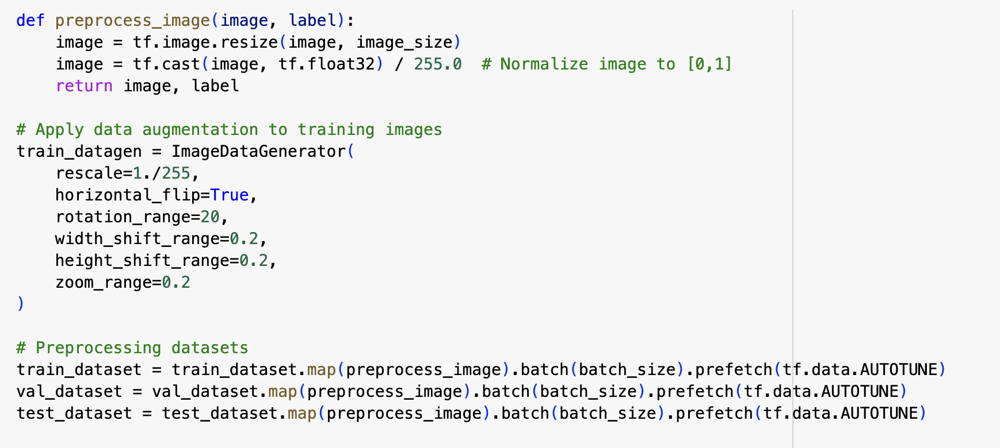 def preprocess_image(image, label):
    image = tf.image.resize(image, image_size)
    image = tf.cast(image, tf.float32) / 255.0  # Normalize image to [0,1]
    return image, label

# Apply data augmentation to training images
train_datagen = ImageDataGenerator(
    rescale=1./255,
    horizontal_flip=True,
    rotation_range=20,
    width_shift_range=0.2,
    height_shift_range=0.2,
    zoom_range=0.2
)

# Preprocessing datasets
train_dataset = train_dataset.map(preprocess_image).batch(batch_size).prefetch(tf.data.AUTOTUNE)
val_dataset = val_dataset.map(preprocess_image).batch(batch_size).prefetch(tf.data.AUTOTUNE)
test_dataset = test_dataset.map(preprocess_image).batch(batch_size).prefetch(tf.data.AUTOTUNE)